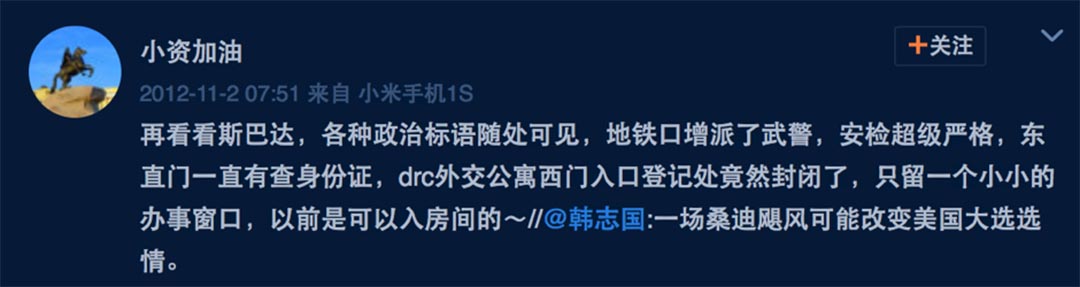 小资加油
+关注
2012-11-2 07:51 来自 小米手机1S
再看看斯巴达，各种政治标语随处可见，地铁口增派了武警，安检超级严格，东
直门一直有查身份证，drc外交公寓西门入口登记处竟然封闭了，只留一个小小的
办事窗口，以前是可以入房间的～//@韩志国:一场桑迪飓风可能改变美国大选选
情。